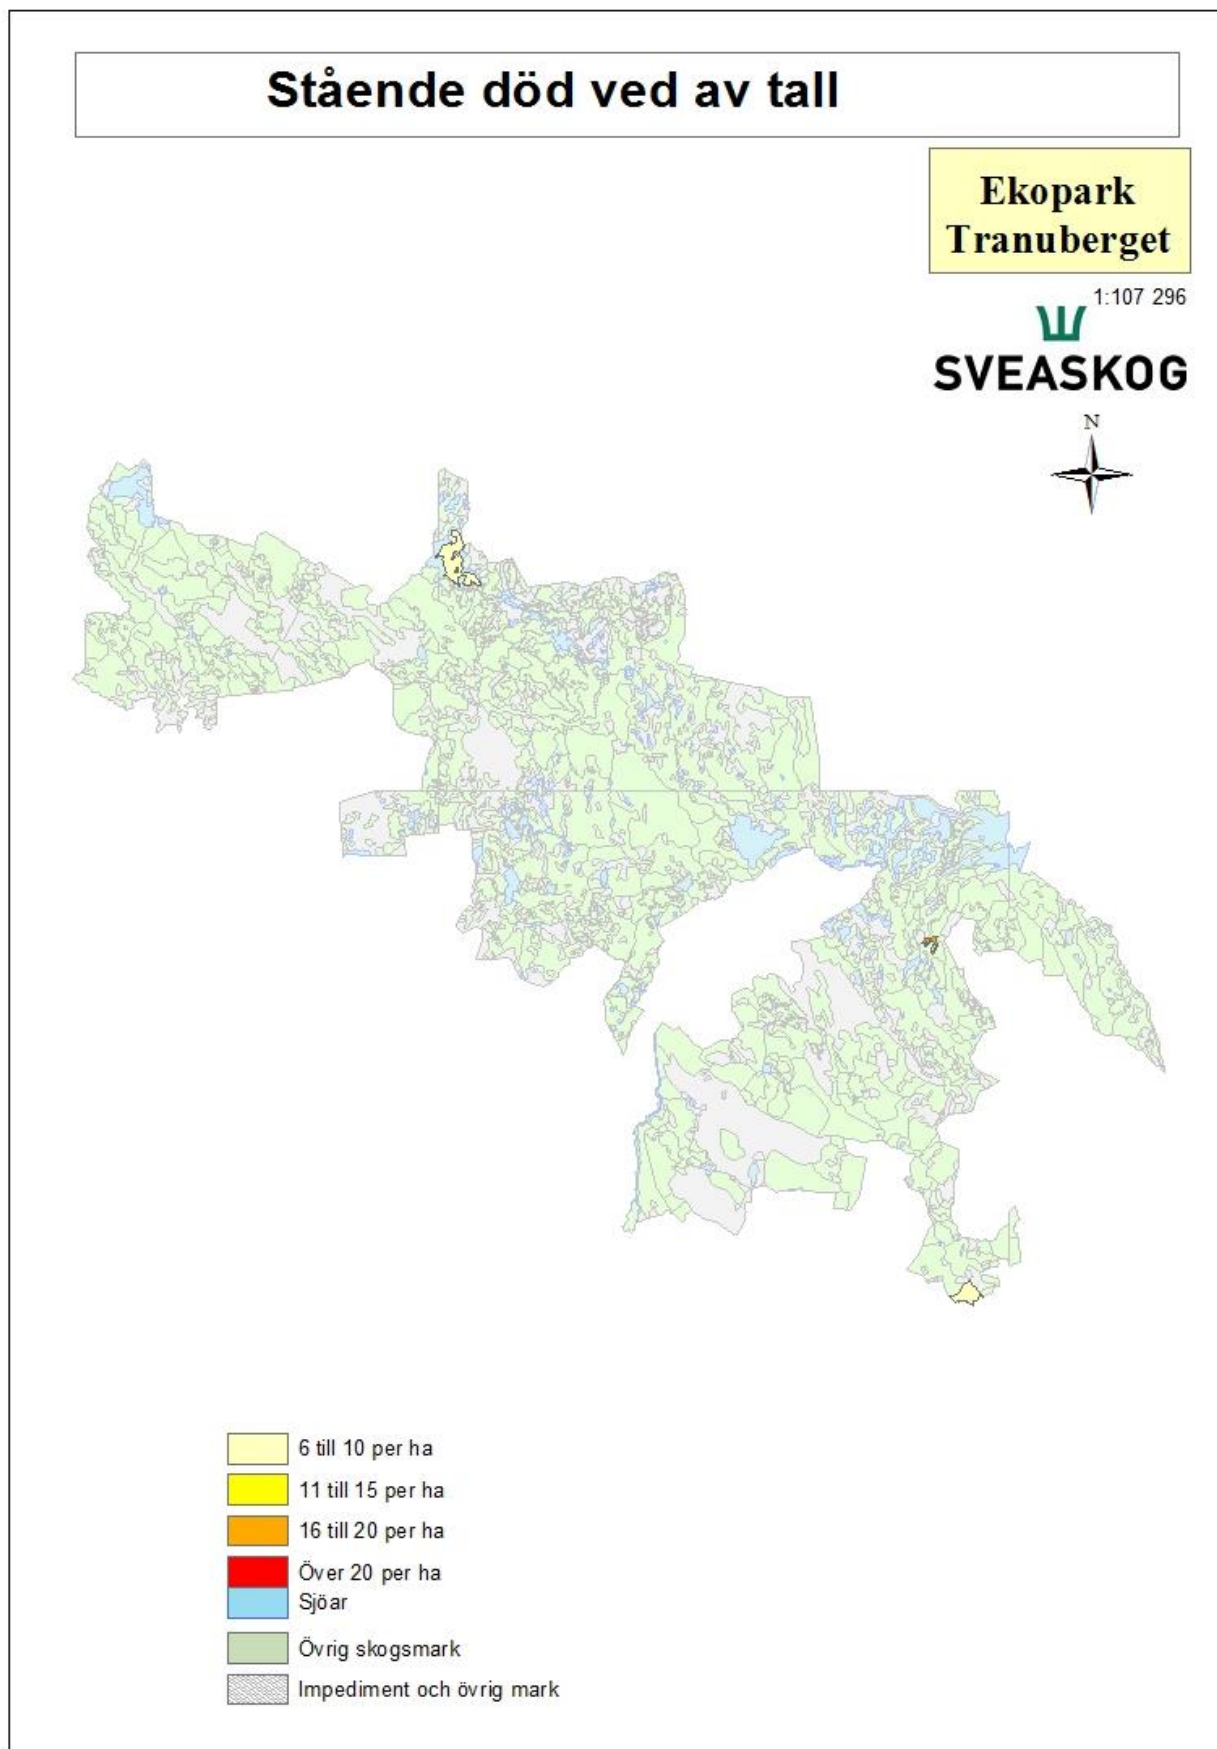 Stående död ved av tall
Ekopark
Tranuberget
1:107 296
SVEASKOG
N
6 till 10 per ha
11 till 15 per ha
16 till 20 per ha
Över 20 per ha
Sjöar
Övrig skogsmark
Impediment och övrig mark